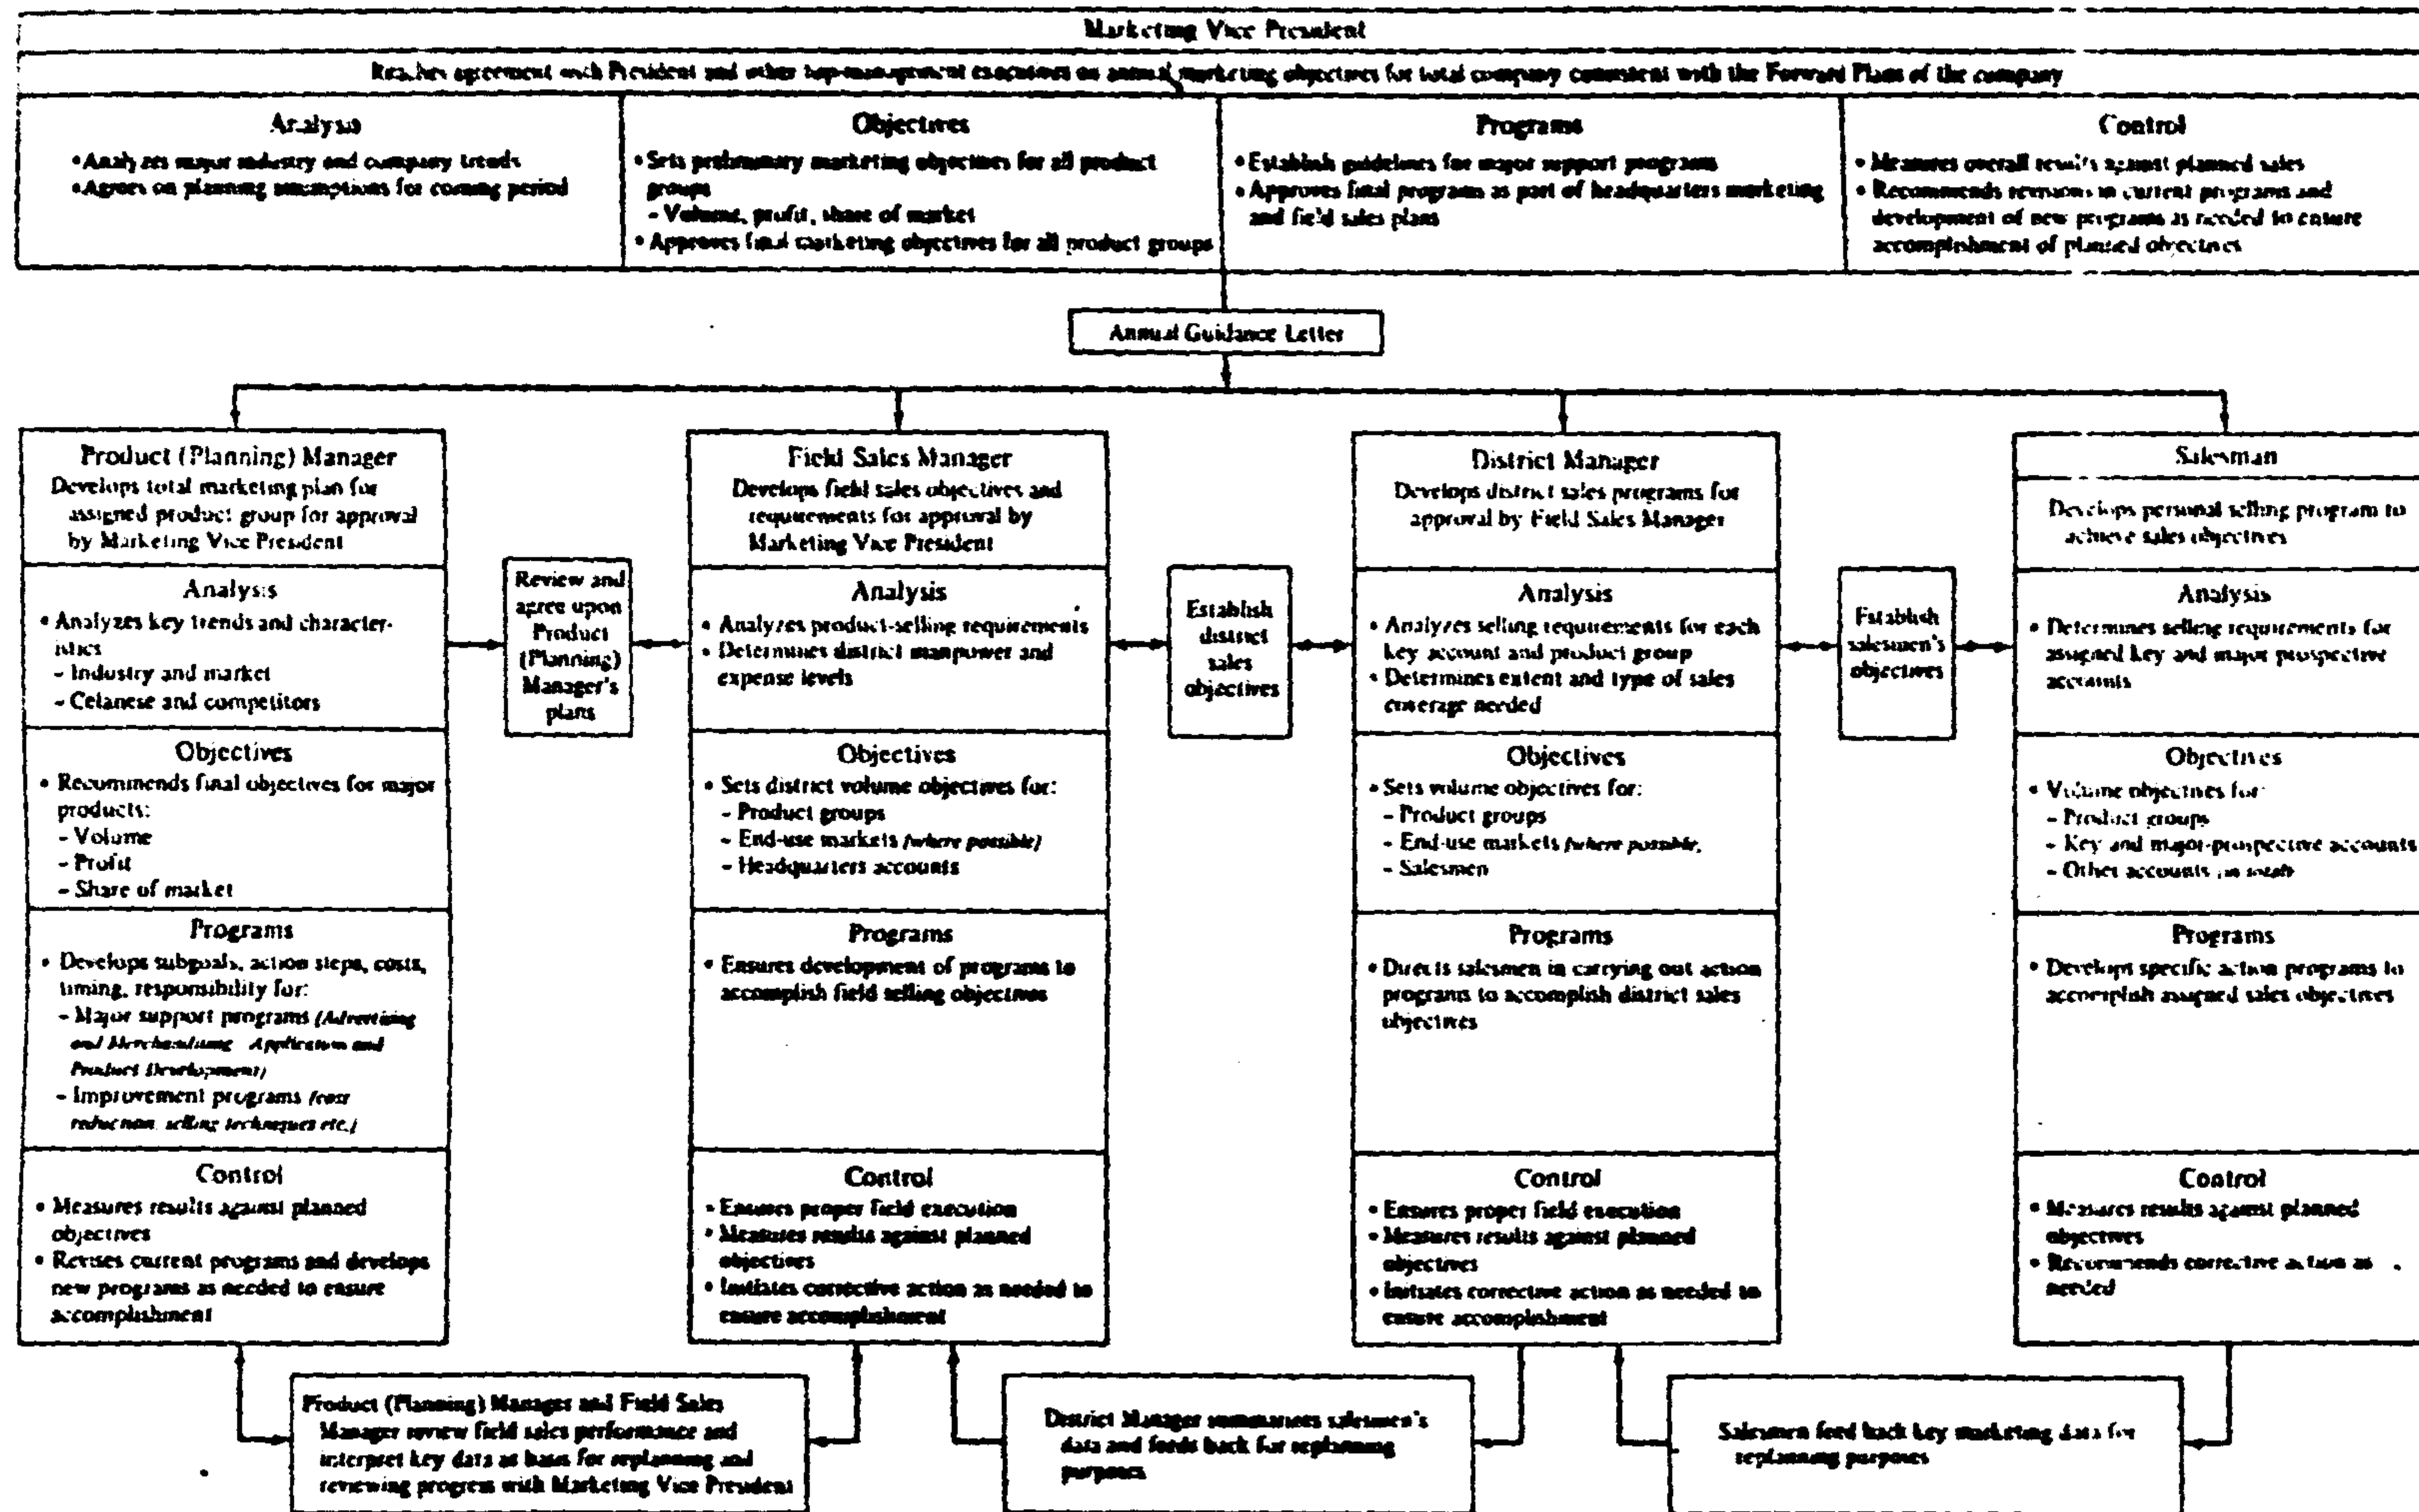 Marketing Vice President
Reaches agreement with President and other top-management executives on annual marketing objectives for total company consistent with the Forward Plans of the company
Analysis
• Analyzes major industry and company trends
• Agrees on planning assumptions for coming period
Objectives
• Sets preliminary marketing objectives for all product
groups
- Volume, profit, share of market
• Approves final marketing objectives for all product groups
Programs
• Establish guidelines for major support programs
• Approves final programs as part of headquarters marketing
and field sales plans
Control
• Measures overall results against planned sales
• Recommends revisions in current programs and
development of new programs as needed to ensure
accomplishment of planned objectives
Annual Guidance Letter
Product (Planning) Manager
Develops total marketing plan for
assigned product group for approval
by Marketing Vice President
Analysis
• Analyzes key trends and character-
istics
- Industry and market
- Celanese and competitors
Objectives
• Recommends final objectives for major
products:
- Volume
- Profit
- Share of market
Programs
• Develops subgoals, action steps, costs,
timing, responsibility for:
- Major support programs (Advertising
and Merchandising Application and
Product Development)
- Improvement programs (cost
reduction, selling techniques etc.)
Control
• Measures results against planned
objectives
• Revises current programs and develops
new programs as needed to ensure
accomplishment
Review and
agree upon
Product
(Planning)
Manager's
plans
Field Sales Manager
Develops field sales objectives and
requirements for approval by
Marketing Vice President
Analysis
• Analyzes product-selling requirements
• Determines district manpower and
expense levels
Objectives
• Sets district volume objectives for:
- Product groups
- End-use markets (where possible)
- Headquarters accounts
Programs
• Ensures development of programs to
accomplish field selling objectives
Control
• Ensures proper field execution
• Measures results against planned
objectives
• Initiates corrective action as needed to
ensure accomplishment
Establish
district
sales
objectives
District Manager
Develops district sales programs for
approval by Field Sales Manager
Analysis
• Analyzes selling requirements for each
key account and product group
• Determines extent and type of sales
coverage needed
Objectives
• Sets volume objectives for:
- Product groups
- End-use markets (where possible)
- Salesmen
Programs
• Directs salesmen in carrying out action
programs to accomplish district sales
objectives
Control
• Ensures proper field execution
• Measures results against planned
objectives
• Initiates corrective action as needed to
ensure accomplishment
Establish
salesmen's
objectives
Salesman
Develops personal selling program to
achieve sales objectives
Analysis
• Determines selling requirements for
assigned key and major prospective
accounts
Objectives
• Volume objectives for:
- Product groups
- Key and major-prospective accounts
- Other accounts
Programs
• Develops specific action programs to
accomplish assigned sales objectives
Control
• Measures results against planned
objectives
• Recommends corrective action as
needed
Product (Planning) Manager and Field Sales
Manager review field sales performance and
interpret key data as basis for replanning and
reviewing progress with Marketing Vice President
District Manager summarizes salesmen's
data and feeds back for replanning
purposes
Salesmen feed back key marketing data for
replanning purposes